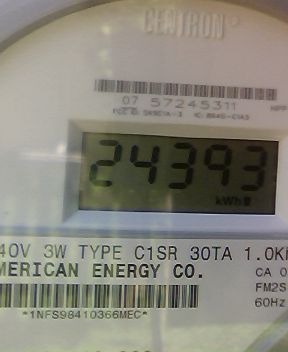 CENTRON®
07 57245311
24393
kWh
40V 3W TYPE C1SR 30TA 1.0K
MERICAN ENERGY CO.
CA 0
FM2S
60Hz
*1NFS98410366MEC*